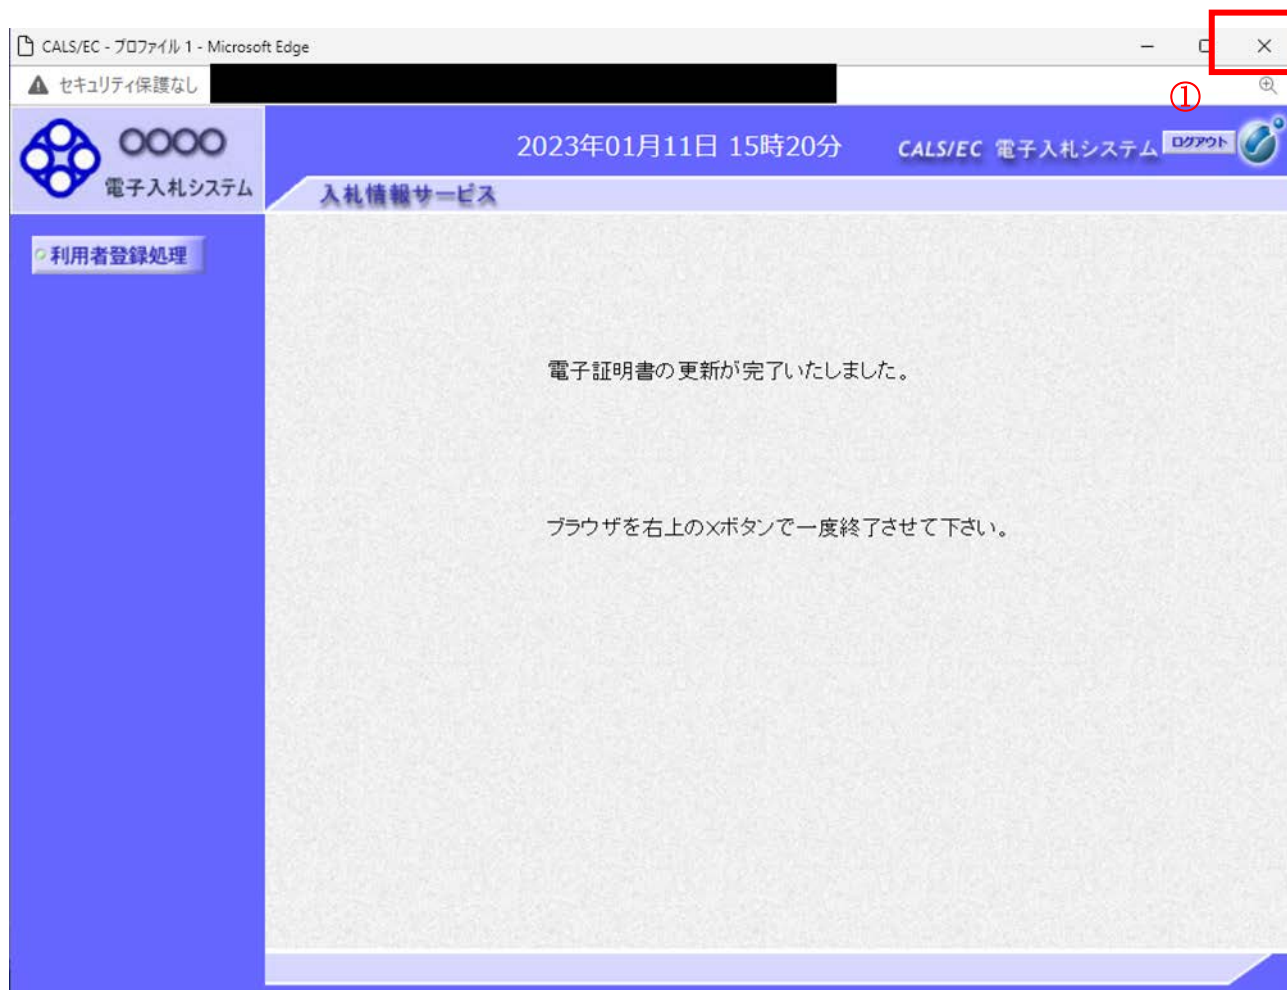 CALS/EC - プロファイル 1 - Microsoft Edge
セキュリティ保護なし
①
〇〇〇〇
電子入札システム
2023年01月11日 15時20分
CALS/EC 電子入札システム
ログアウト
入札情報サービス
利用者登録処理
電子証明書の更新が完了いたしました。
ブラウザを右上の×ボタンで一度終了させて下さい。